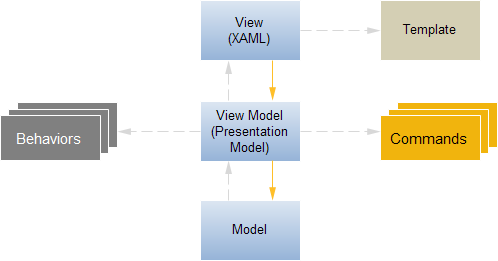 View
(XAML)
Template
Behaviors
View Model
(Presentation
Model)
Commands
Model